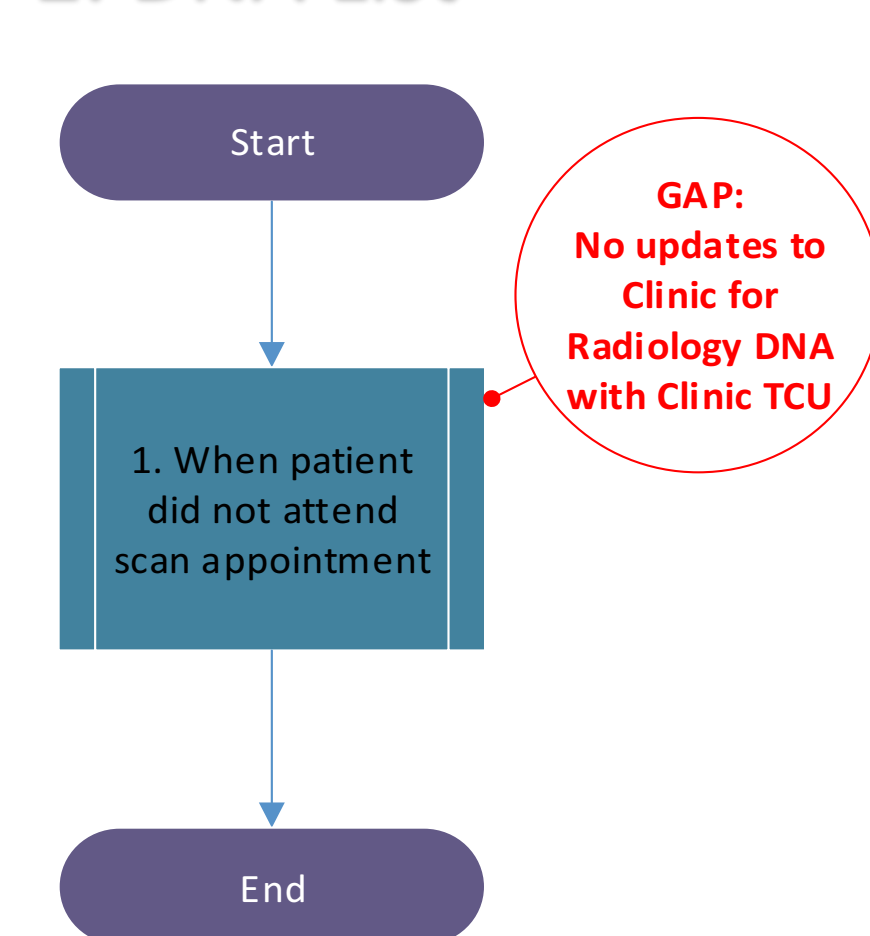 Start
GAP:
No updates to
Clinic for
Radiology DNA
with Clinic TCU
1. When patient
did not attend
scan appointment
End